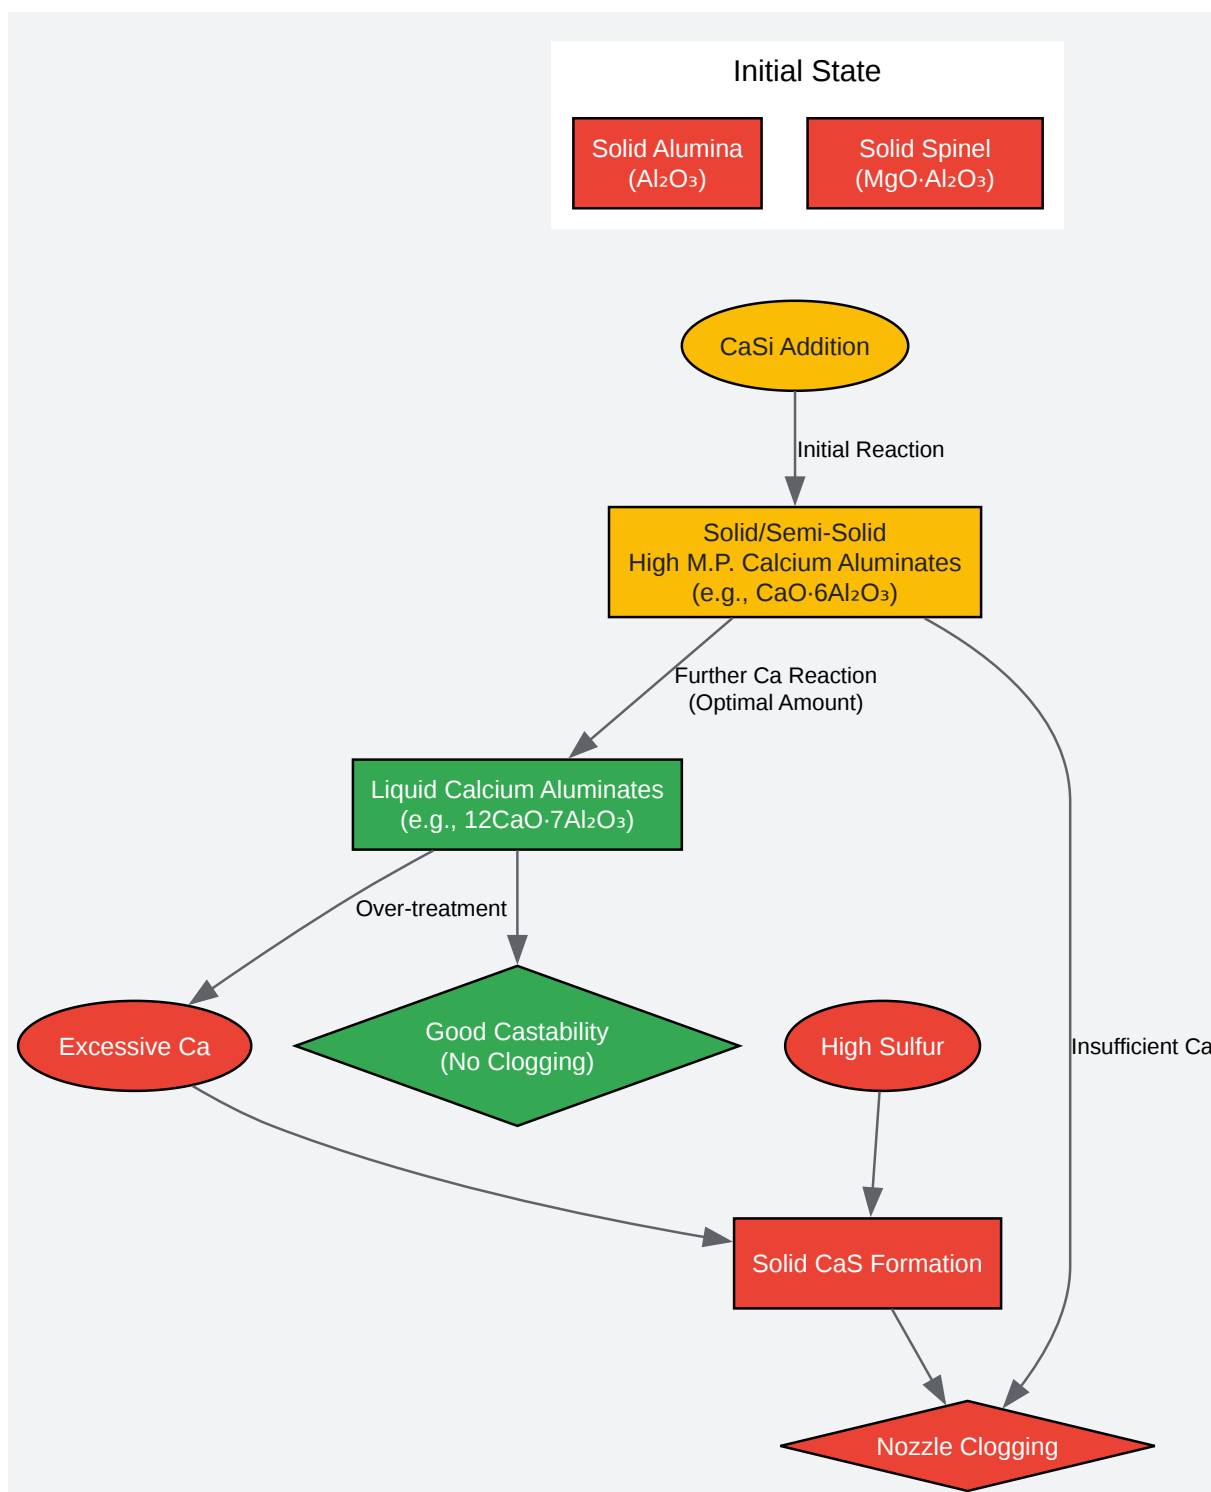 Initial State
Solid Alumina
(Al₂O₃)
Solid Spinel
(MgO·Al₂O₃)
CaSi Addition
Initial Reaction
Solid/Semi-Solid
High M.P. Calcium Aluminates
(e.g., CaO·6Al₂O₃)
Further Ca Reaction
(Optimal Amount)
Liquid Calcium Aluminates
(e.g., 12CaO·7Al₂O₃)
Over-treatment
Excessive Ca
Good Castability
(No Clogging)
High Sulfur
Insufficient Ca
Solid CaS Formation
Nozzle Clogging